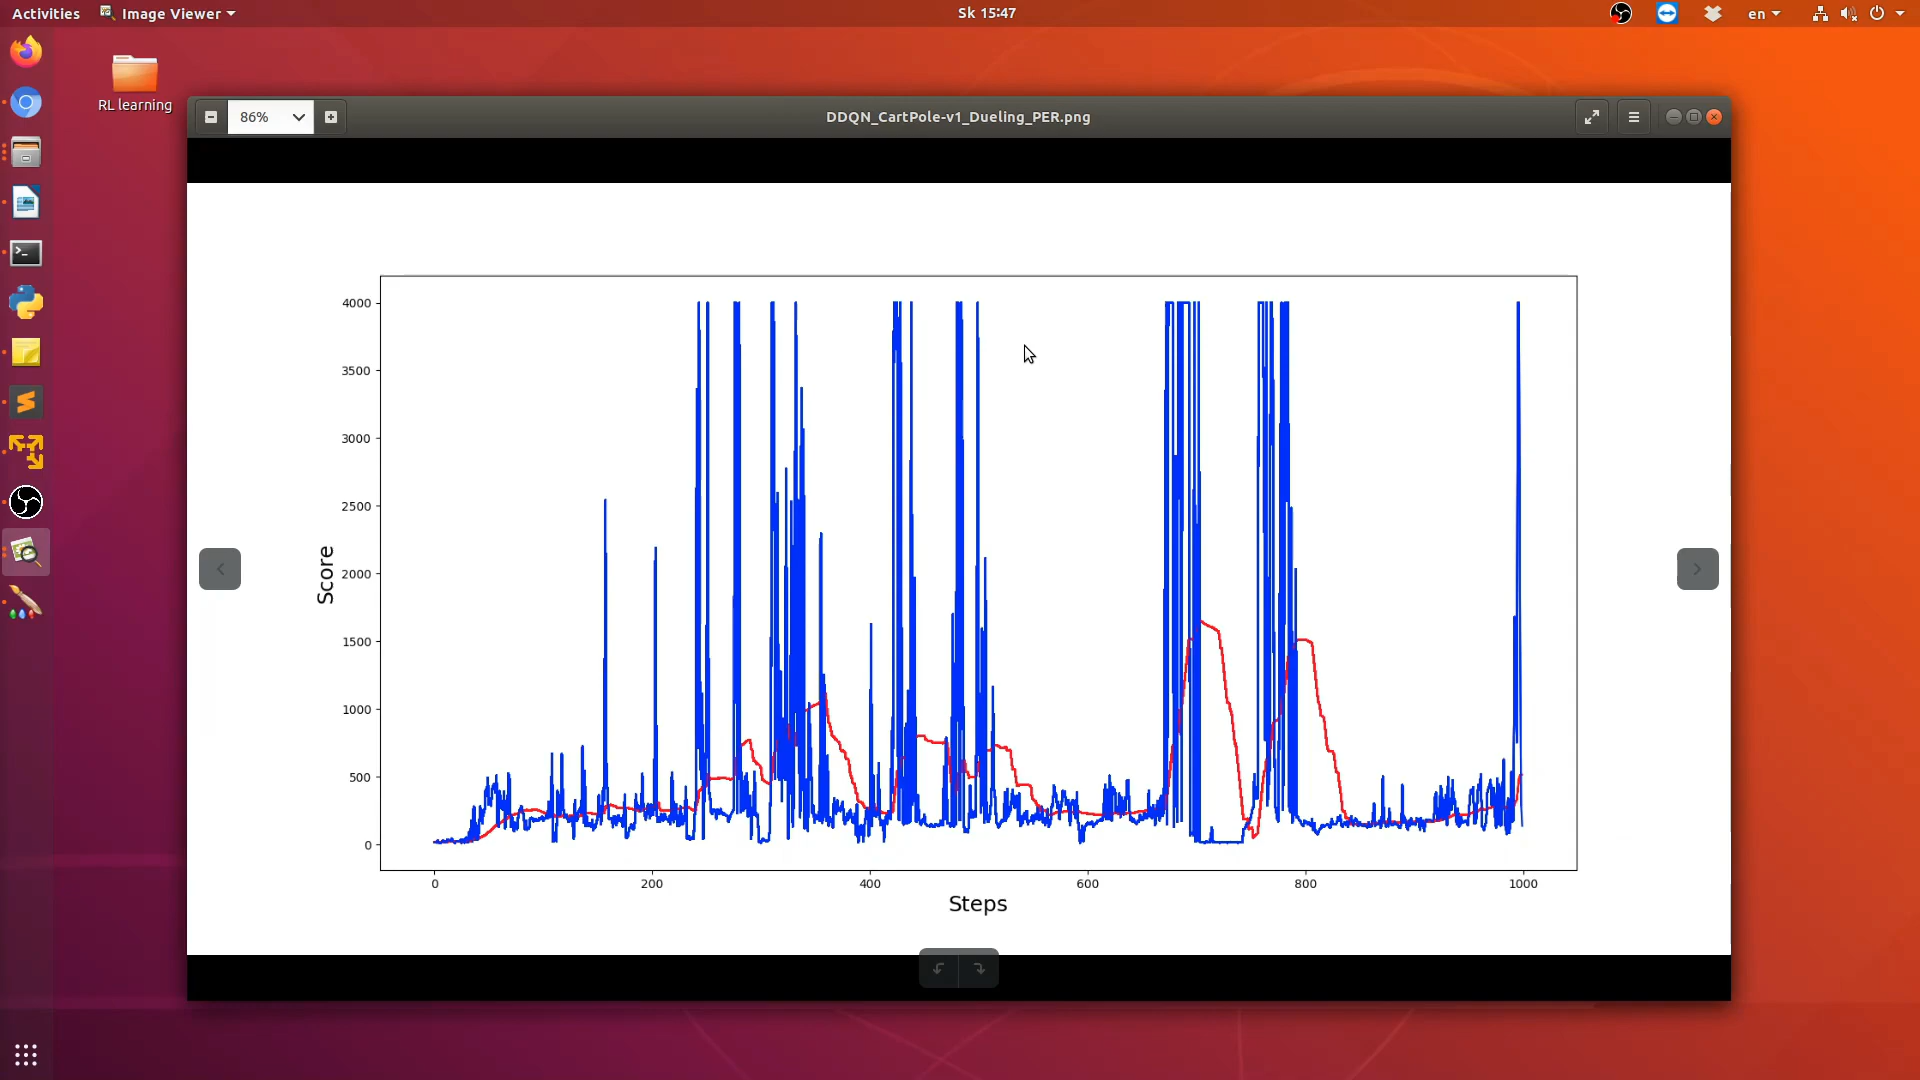 Activities Image Viewer Sk 15:47 en
RL learning
86% DDQN_CartPole-v1_Dueling_PER.png
4000
3500
3000
2500
2000
1500
1000
500
0
Score
0 200 400 600 800 1000
Steps